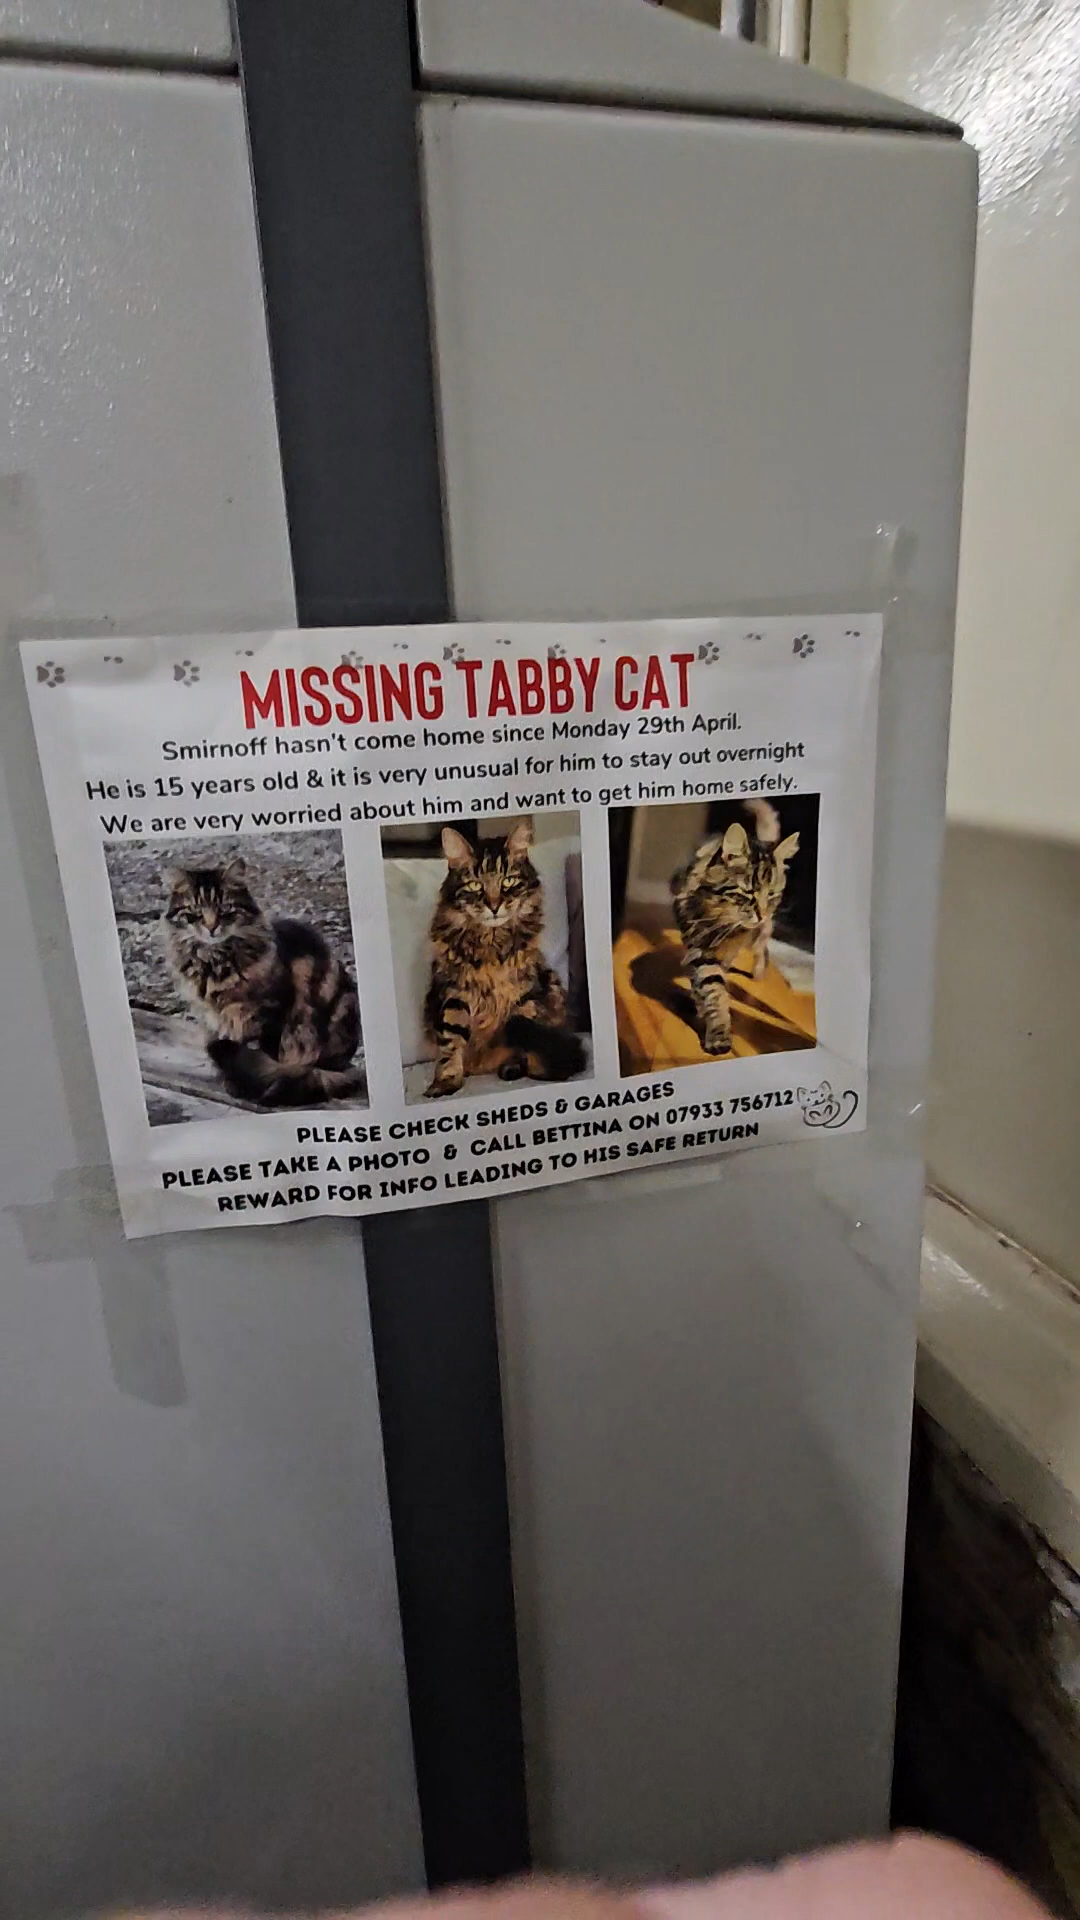 MISSING TABBY CAT
Smirnoff hasn't come home since Monday 29th April.
He is 15 years old & it is very unusual for him to stay out overnight
We are very worried about him and want to get him home safely.
PLEASE CHECK SHEDS & GARAGES
PLEASE TAKE A PHOTO & CALL BETTINA ON 07933 756712
REWARD FOR INFO LEADING TO HIS SAFE RETURN